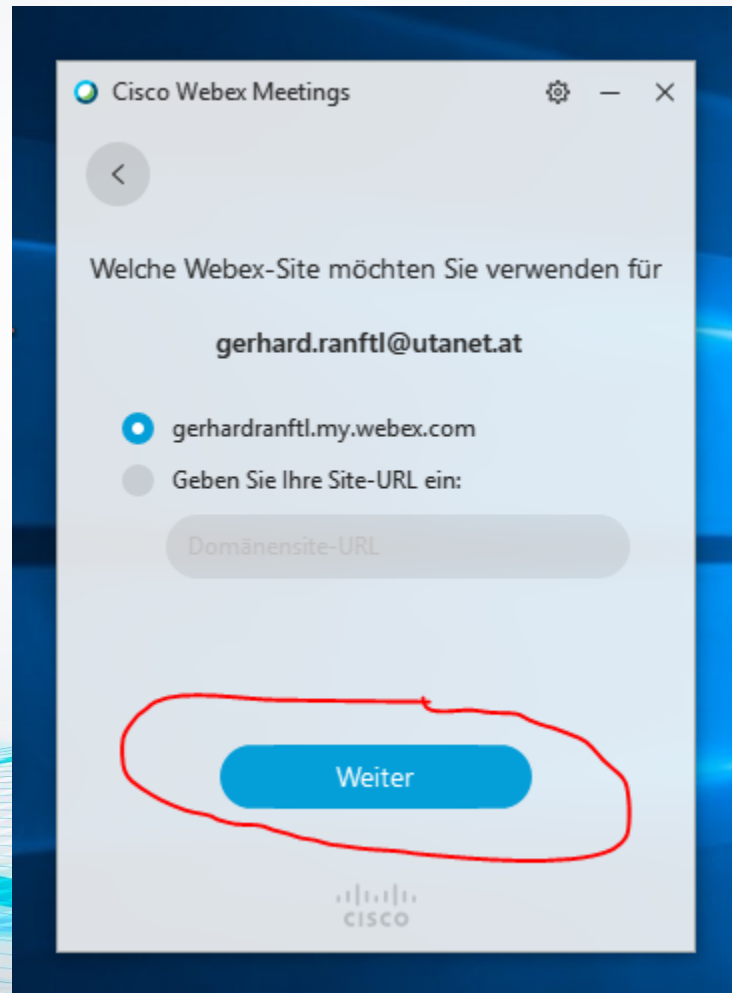 Cisco Webex Meetings
Welche Webex-Site möchten Sie verwenden für
gerhard.ranftl@utanet.at
gerhardranftl.my.webex.com
Geben Sie Ihre Site-URL ein:
Domänensite-URL
Weiter
CISCO